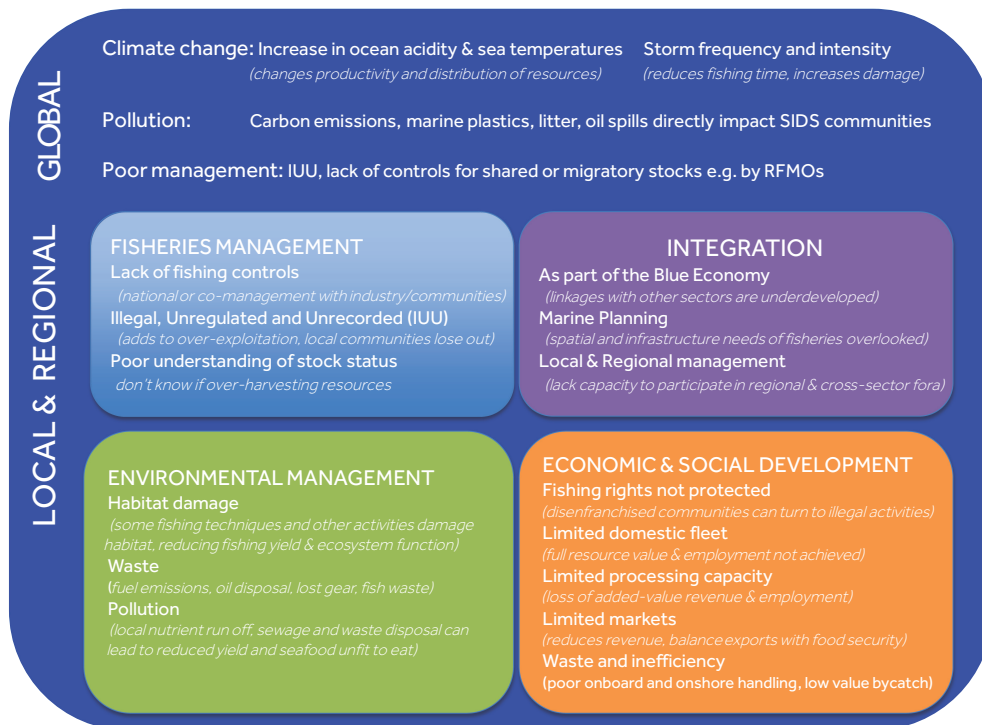 GLOBAL
Climate change: Increase in ocean acidity & sea temperatures Storm frequency and intensity
(changes productivity and distribution of resources) (reduces fishing time, increases damage)
Pollution: Carbon emissions, marine plastics, litter, oil spills directly impact SIDS communities
Poor management: IUU, lack of controls for shared or migratory stocks e.g. by RFMOs
LOCAL & REGIONAL
FISHERIES MANAGEMENT
Lack of fishing controls
(national or co-management with industry/communities)
Illegal, Unregulated and Unrecorded (IUU)
(adds to over-exploitation, local communities lose out)
Poor understanding of stock status
don't know if over-harvesting resources
INTEGRATION
As part of the Blue Economy
(linkages with other sectors are underdeveloped)
Marine Planning
(spatial and infrastructure needs of fisheries overlooked)
Local & Regional management
(lack capacity to participate in regional & cross-sector fora)
ENVIRONMENTAL MANAGEMENT
Habitat damage
(some fishing techniques and other activities damage
habitat, reducing fishing yield & ecosystem function)
Waste
(fuel emissions, oil disposal, lost gear, fish waste)
Pollution
(local nutrient run off, sewage and waste disposal can
lead to reduced yield and seafood unfit to eat)
ECONOMIC & SOCIAL DEVELOPMENT
Fishing rights not protected
(disenfranchised communities can turn to illegal activities)
Limited domestic fleet
(full resource value & employment not achieved)
Limited processing capacity
(loss of added-value revenue & employment)
Limited markets
(reduces revenue, balance exports with food security)
Waste and inefficiency
(poor onboard and onshore handling, low value bycatch)